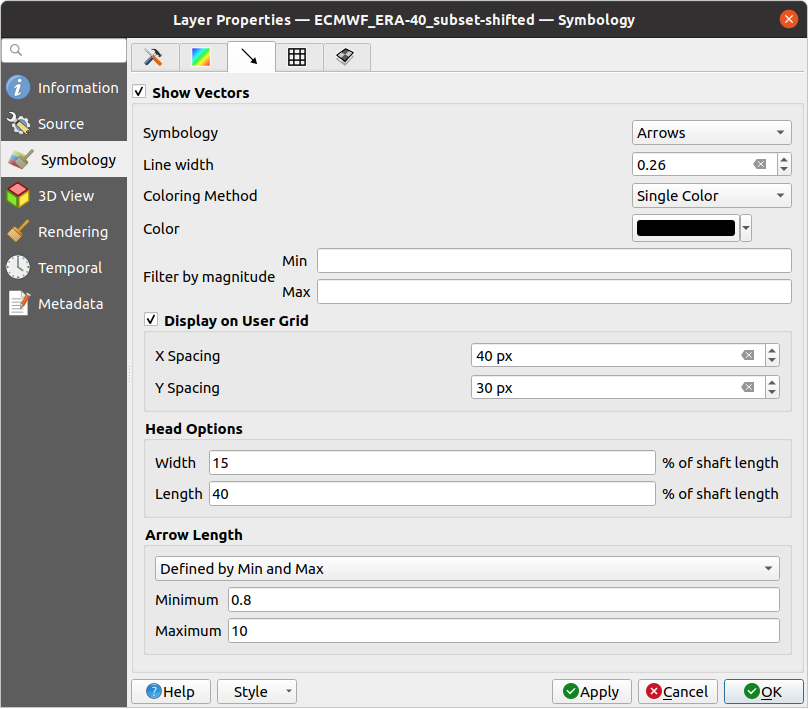 Layer Properties — ECMWF_ERA-40_subset-shifted — Symbology
Information
Source
Symbology
3D View
Rendering
Temporal
Metadata
Show Vectors
Symbology Arrows
Line width 0.26
Coloring Method Single Color
Color
Filter by magnitude
Min
Max
Display on User Grid
X Spacing 40 px
Y Spacing 30 px
Head Options
Width 15 % of shaft length
Length 40 % of shaft length
Arrow Length
Defined by Min and Max
Minimum 0.8
Maximum 10
Help Style Apply Cancel OK